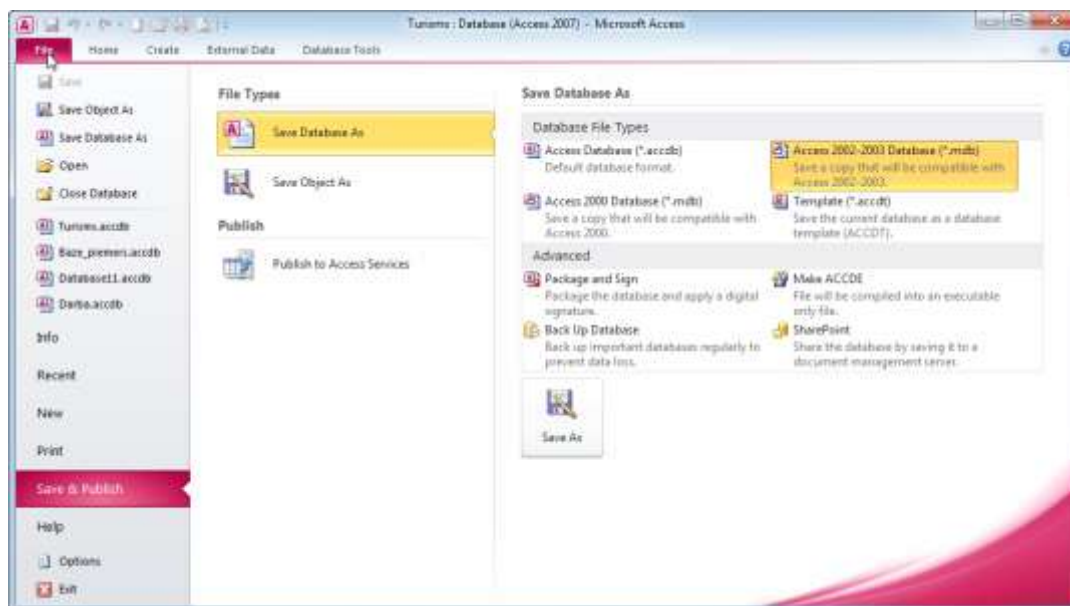 Turisms : Database (Access 2007) - Microsoft Access
File Home Create External Data Database Tools
Save
Save Object As
Save Database As
Open
Close Database
Turisms.accdb
Baze_piemers.accdb
Database11.accdb
Darba.accdb
Info
Recent
New
Print
Save & Publish
Help
Options
Exit
File Types
Save Database As
Save Object As
Publish
Publish to Access Services
Save Database As
Database File Types
Access Database (*.accdb)
Default database format.
Access 2002-2003 Database (*.mdb)
Save a copy that will be compatible with
Access 2002-2003.
Access 2000 Database (*.mdb)
Save a copy that will be compatible with
Access 2000.
Template (*.accdt)
Save the current database as a database
template (ACCDT).
Advanced
Package and Sign
Package the database and apply a digital
signature.
Make ACCDE
File will be compiled into an executable
only file.
Back Up Database
Back up important databases regularly to
prevent data loss.
SharePoint
Share the database by saving it to a
document management server.
Save As